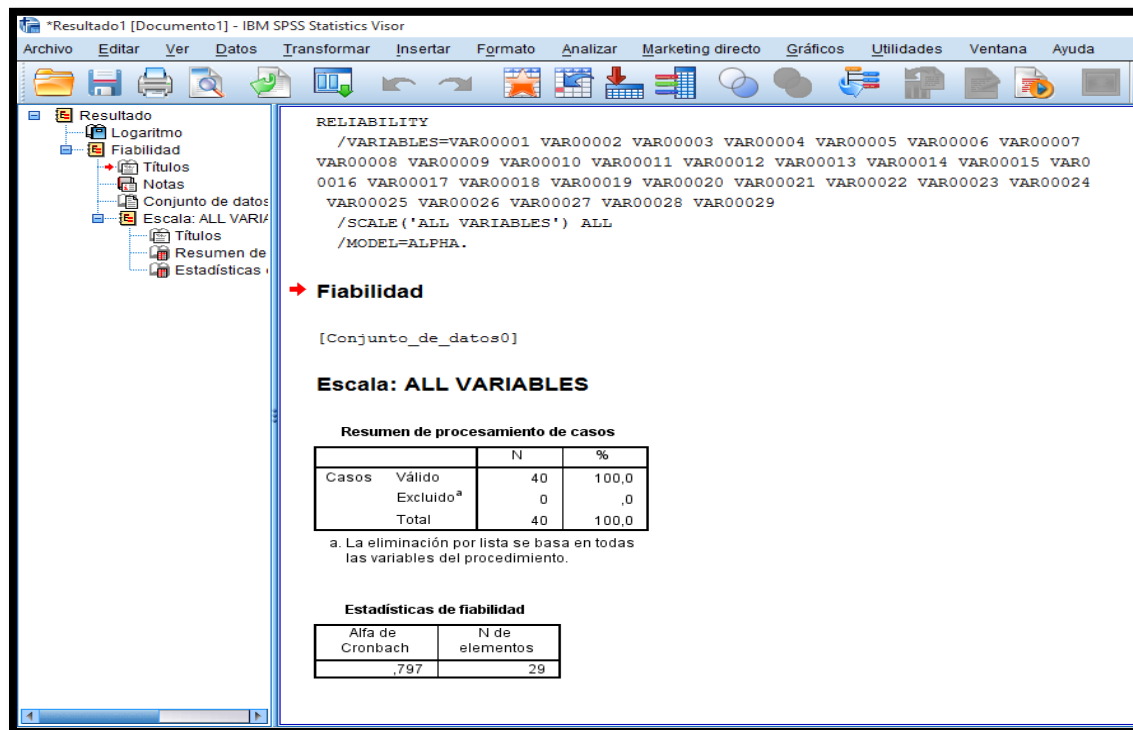 *Resultado1 [Documento1] - IBM SPSS Statistics Visor
Archivo Editar Ver Datos Transformar Insertar Formato Analizar Marketing directo Gráficos Utilidades Ventana Ayuda
Resultado
Logaritmo
Fiabilidad
Títulos
Notas
Conjunto de datos
Escala: ALL VARIA
Títulos
Resumen de
Estadísticas
RELIABILITY
/VARIABLES=VAR00001 VAR00002 VAR00003 VAR00004 VAR00005 VAR00006 VAR00007
VAR00008 VAR00009 VAR00010 VAR00011 VAR00012 VAR00013 VAR00014 VAR00015 VAR0
0016 VAR00017 VAR00018 VAR00019 VAR00020 VAR00021 VAR00022 VAR00023 VAR00024
VAR00025 VAR00026 VAR00027 VAR00028 VAR00029
/SCALE('ALL VARIABLES') ALL
/MODEL=ALPHA.
Fiabilidad
[Conjunto_de_datos0]
Escala: ALL VARIABLES
Resumen de procesamiento de casos
N %
Casos Válido 40 100,0
Excluido^a 0 ,0
Total 40 100,0
a. La eliminación por lista se basa en todas
las variables del procedimiento.
Estadísticas de fiabilidad
Alfa de N de
Cronbach elementos
,797 29